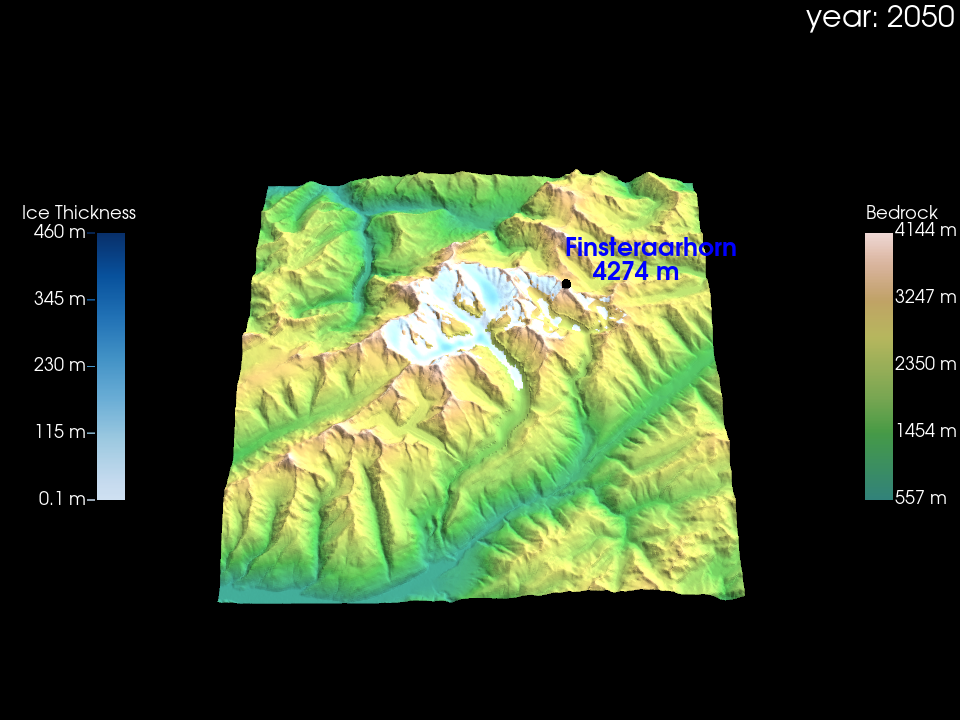 year: 2050
Ice Thickness
460 m
345 m
230 m
115 m
0.1 m
Finsteraarhorn
4274 m
Bedrock
4144 m
3247 m
2350 m
1454 m
557 m